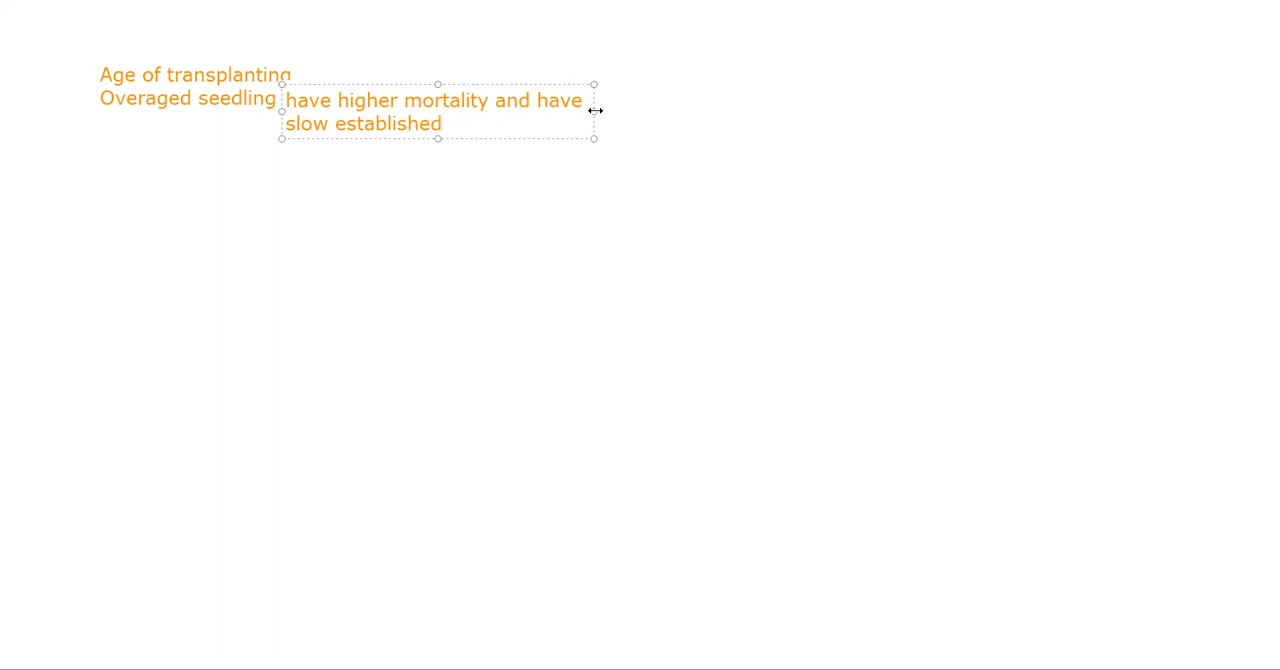 Age of transplanting
Overaged seedling have higher mortality and have
slow established